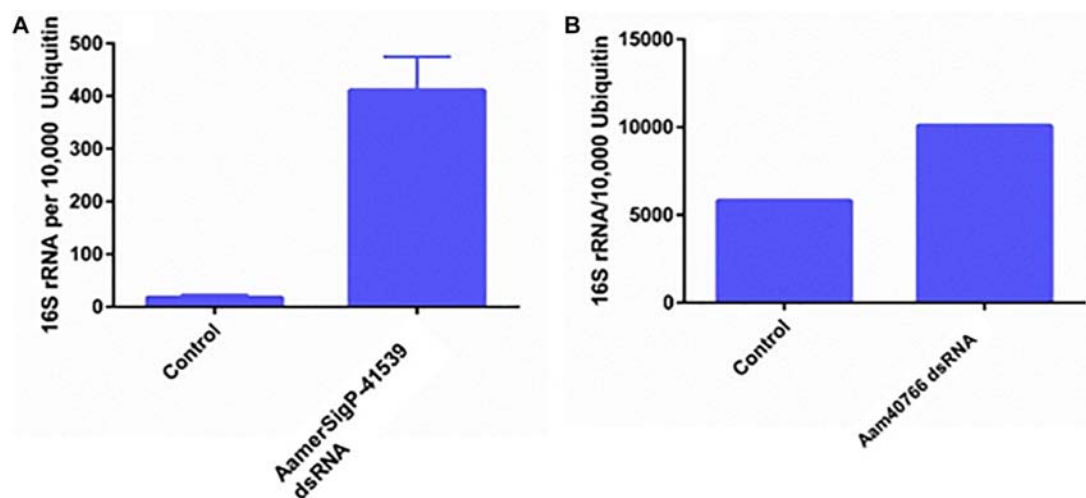 A
16S rRNA per 10,000 Ubiquitin
500
400
300
200
100
0
Control
AamerSigP-41539
dsRNA
B
16S rRNA/10,000 Ubiquitin
15000
10000
5000
0
Control
Aam40766 dsRNA